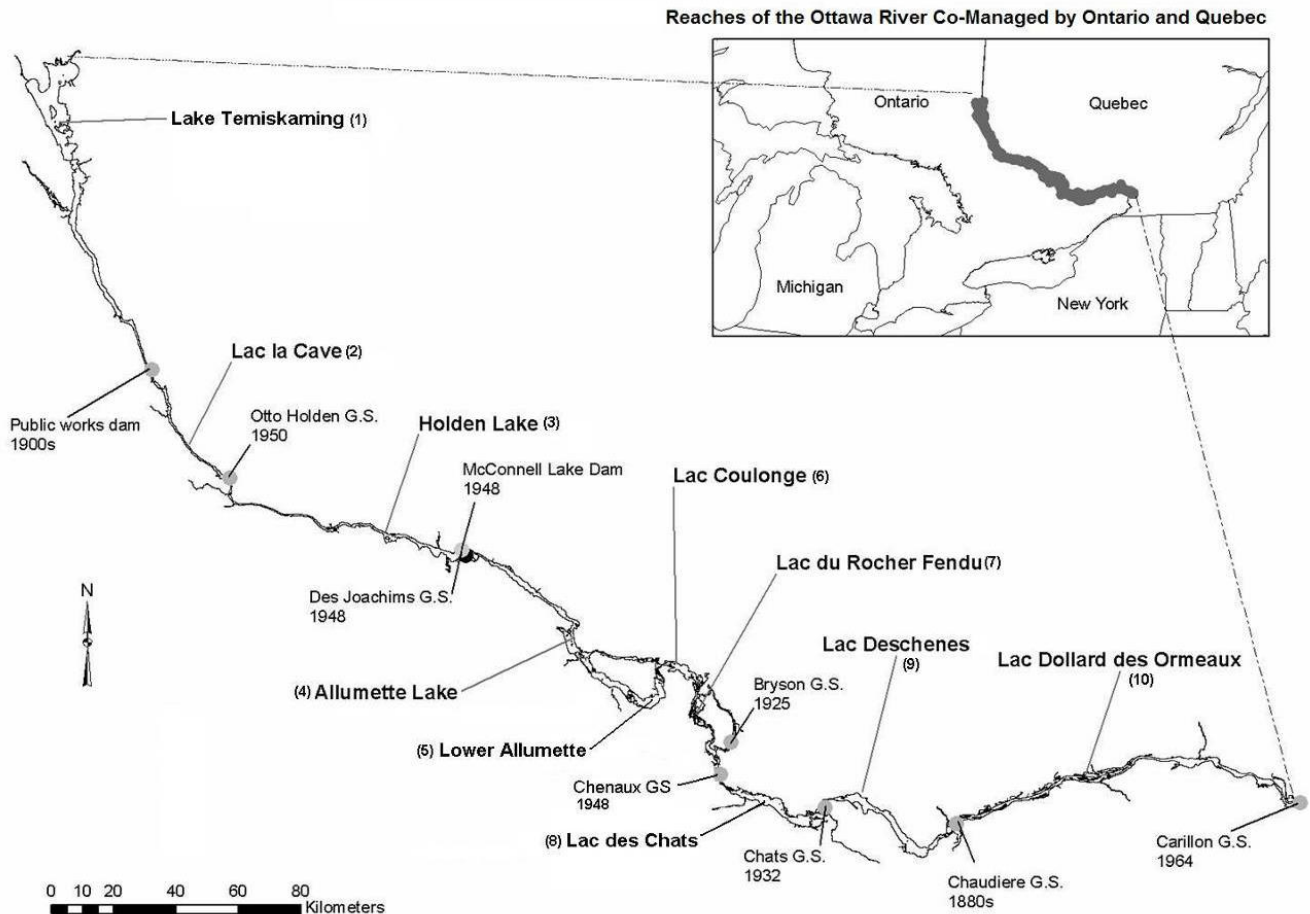 Reaches of the Ottawa River Co-Managed by Ontario and Quebec
Ontario
Quebec
Michigan
New York
Lake Temiskaming (1)
Lac la Cave (2)
Public works dam
1900s
Otto Holden G.S.
1950
Holden Lake (3)
McConnell Lake Dam
1948
Lac Coulonge (6)
Lac du Rocher Fendu (7)
Des Joachims G.S.
1948
N
Lac Deschenes
(9)
Lac Dollard des Ormeaux
(10)
(4) Allumette Lake
Bryson G.S.
1925
(5) Lower Allumette
Chenaux GS
1948
(8) Lac des Chats
Chats G.S.
1932
Chaudiere G.S.
1880s
Carillon G.S.
1964
0 10 20 40 60 80
Kilometers